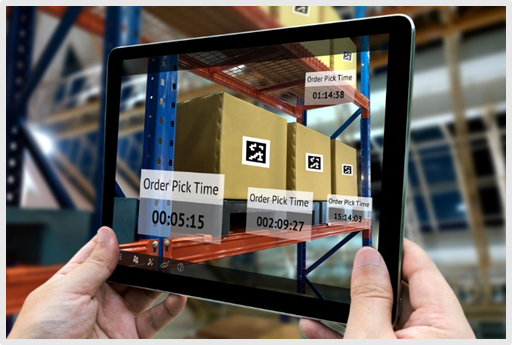 Order Pick Time
01:14:38
Order Pick Time
00:05:15
Order Pick Time
002:09:27
Order Pick Time
15:14:03